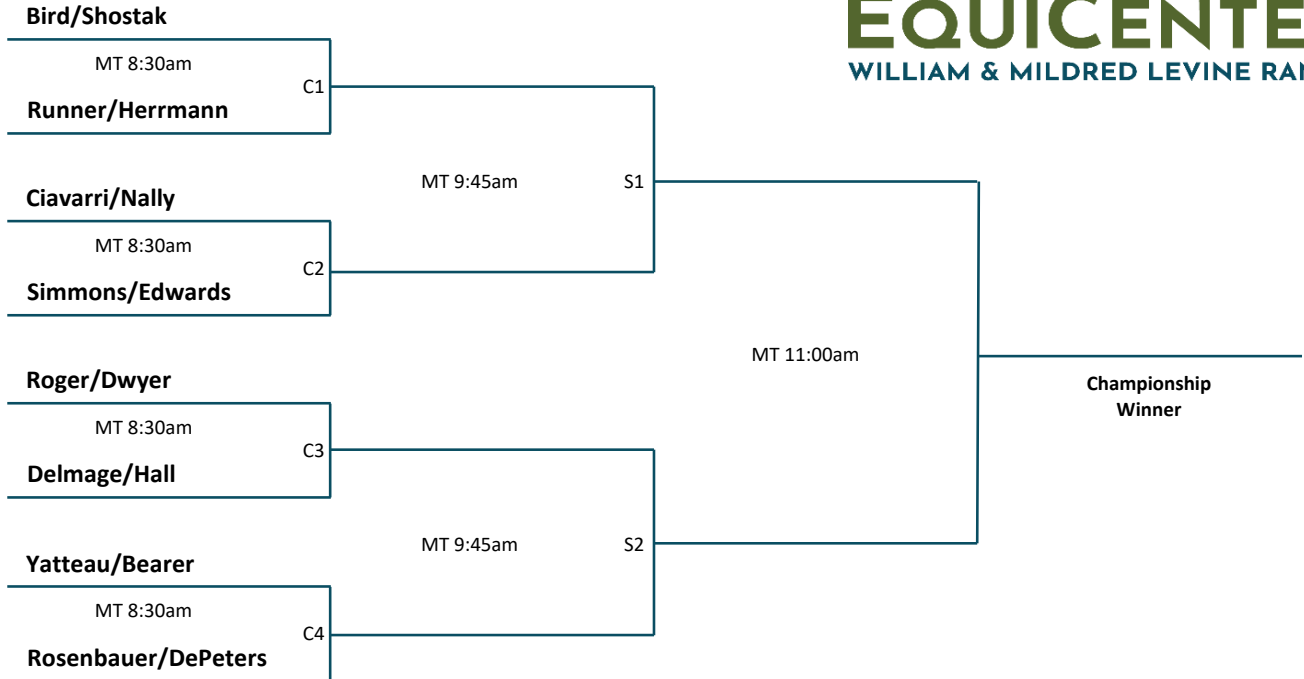 Bird/Shostak
EQUICENTE
WILLIAM & MILDRED LEVINE RAN
MT 8:30am
C1
Runner/Herrmann
MT 9:45am
S1
Ciavarri/Nally
MT 8:30am
C2
Simmons/Edwards
MT 11:00am
Championship
Winner
Roger/Dwyer
MT 8:30am
C3
Delmage/Hall
MT 9:45am
S2
Yatteau/Bearer
MT 8:30am
C4
Rosenbauer/DePeters